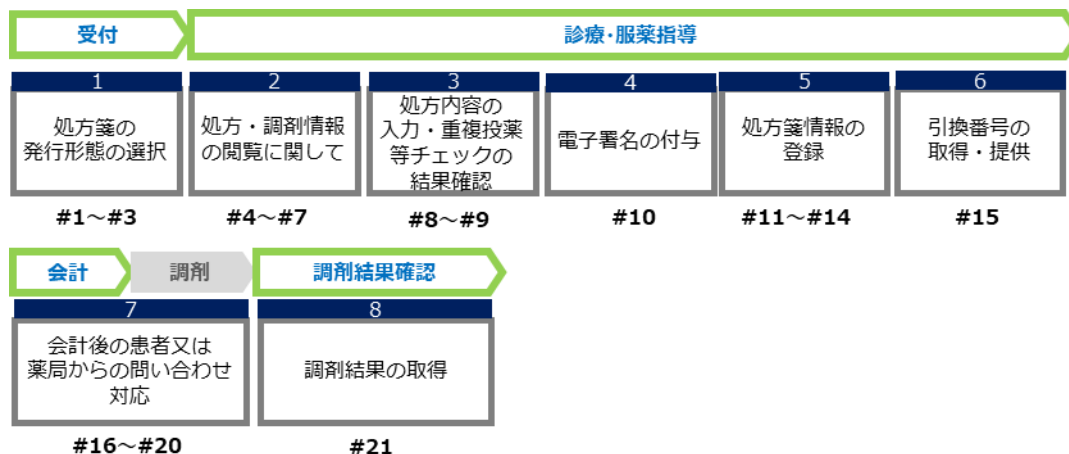 受付
診療・服薬指導
1
2
3
4
5
6
処方箋の
発行形態の選択
処方・調剤情報
の閲覧に関して
処方内容の
入力・重複投薬
等チェックの
結果確認
電子署名の付与
処方箋情報の
登録
引換番号の
取得・提供
#1～#3
#4～#7
#8～#9
#10
#11～#14
#15
会計
調剤
調剤結果確認
7
8
会計後の患者又は
薬局からの問い合わせ
対応
調剤結果の取得
#16～#20
#21